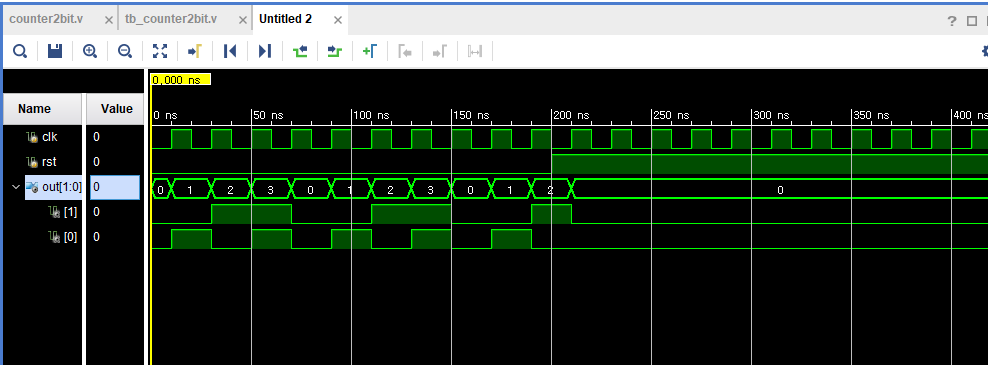 counter2bit.v × tb_counter2bit.v × Untitled 2 ×
?
0,000 ns
Name Value
0 ns 50 ns 100 ns 150 ns 200 ns 250 ns 300 ns 350 ns 400 ns
clk 0
rst 0
out[1:0] 0 0 1 2 3 0 1 2 3 0 1 2 0
[1] 0
[0] 0